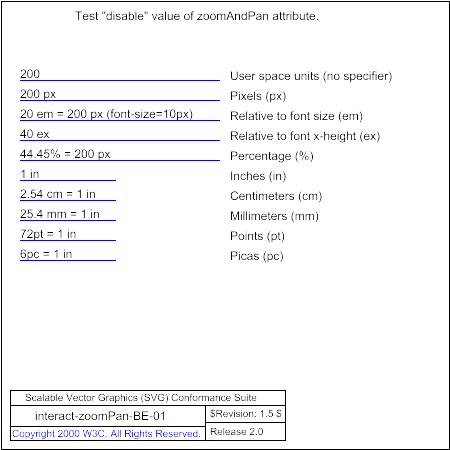 Test "disable" value of zoomAndPan attribute.
200 User space units (no specifier)
200 px Pixels (px)
20 em = 200 px (font-size=10px) Relative to font size (em)
40 ex Relative to font x-height (ex)
44.45% = 200 px Percentage (%)
1 in Inches (in)
2.54 cm = 1 in Centimeters (cm)
25.4 mm = 1 in Millimeters (mm)
72pt = 1 in Points (pt)
6pc = 1 in Picas (pc)
Scalable Vector Graphics (SVG) Conformance Suite
interact-zoomPan-BE-01 $Revision: 1.5 $
Copyright 2000 W3C. All Rights Reserved. Release 2.0